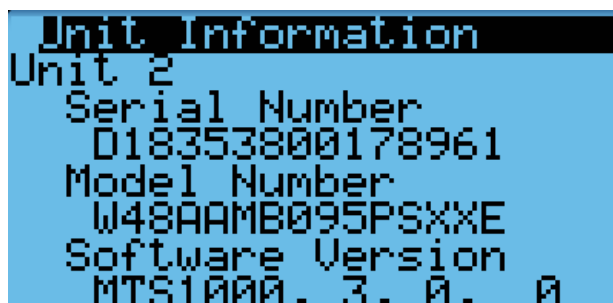 Unit Information
Unit 2
Serial Number
D18353800178961
Model Number
W48AAMB095PSXXE
Software Version
MTS1000. 3. 0. 0